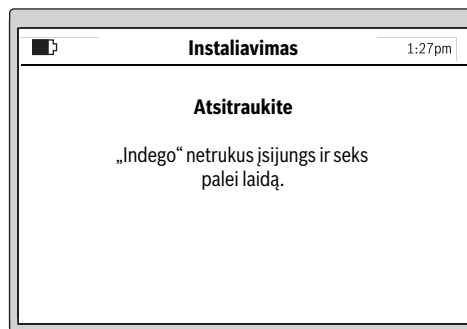 Instaliavimas 1:27pm
Atsitraukite
„Indego“ netrukus įsijungs ir seks
palei laidą.